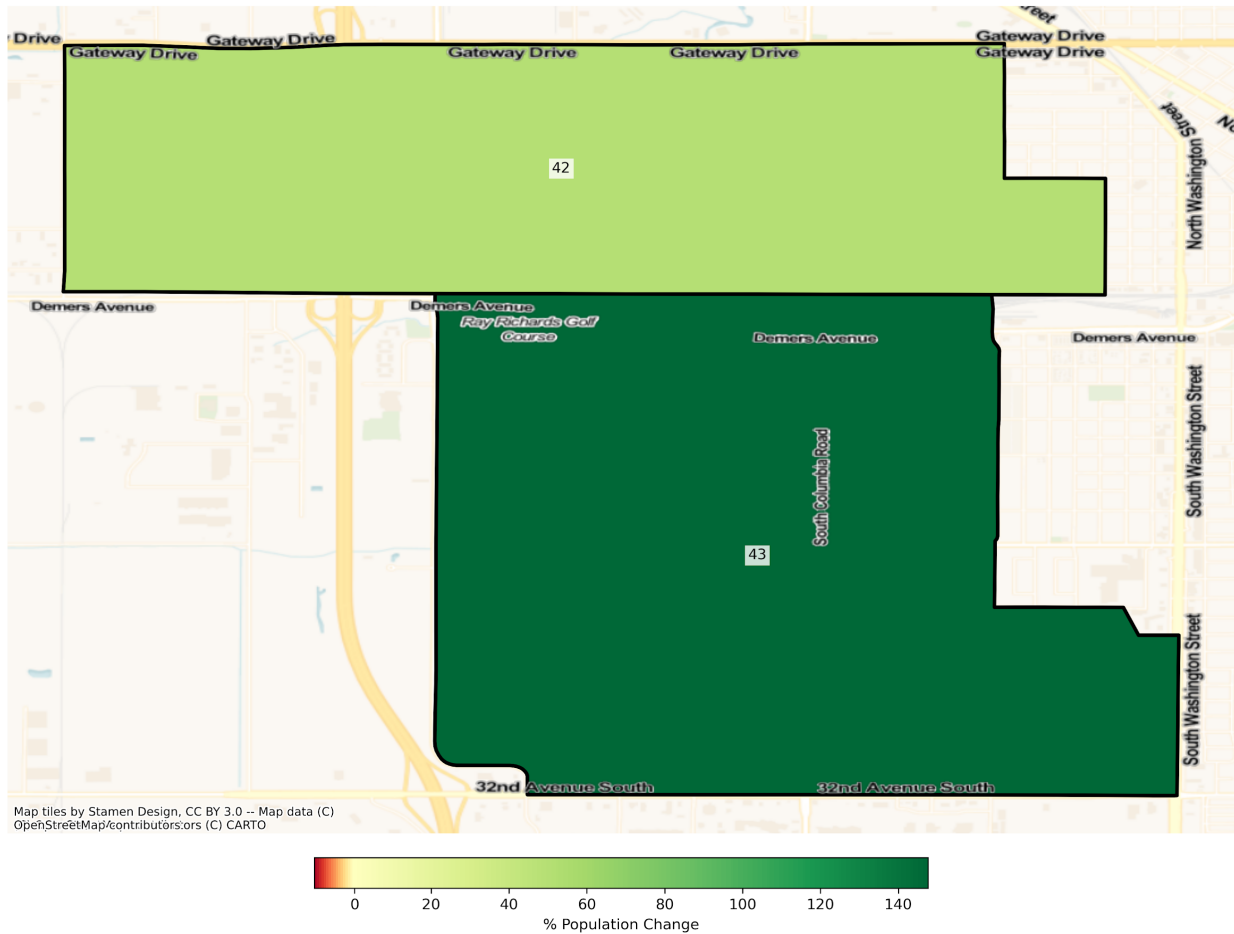 reet
Drive
Gateway Drive
Gateway Drive
Gateway Drive
Gateway Drive
Gateway Drive
Gateway Drive
Street
North Washington
42
Demers Avenue
Demers Avenue
Ray Richards Golf
Course
Demers Avenue
Demers Avenue
South Washington Street
South Columbia Road
43
South Washington Street
32nd Avenue South
32nd Avenue South
Map tiles by Stamen Design, CC BY 3.0 -- Map data (C)
OpenStreetMap contributors (C) CARTO
0 20 40 60 80 100 120 140
% Population Change